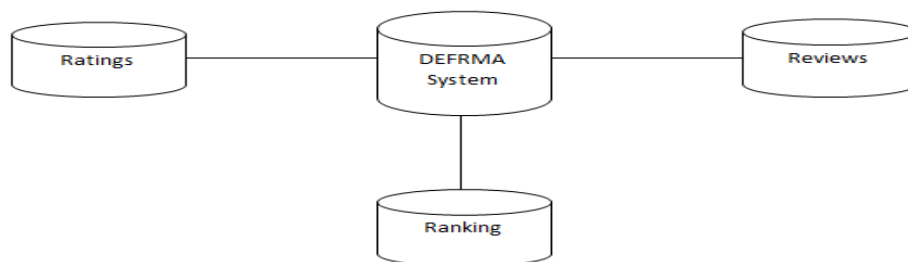 Ratings
DEFRMA
System
Reviews
Ranking